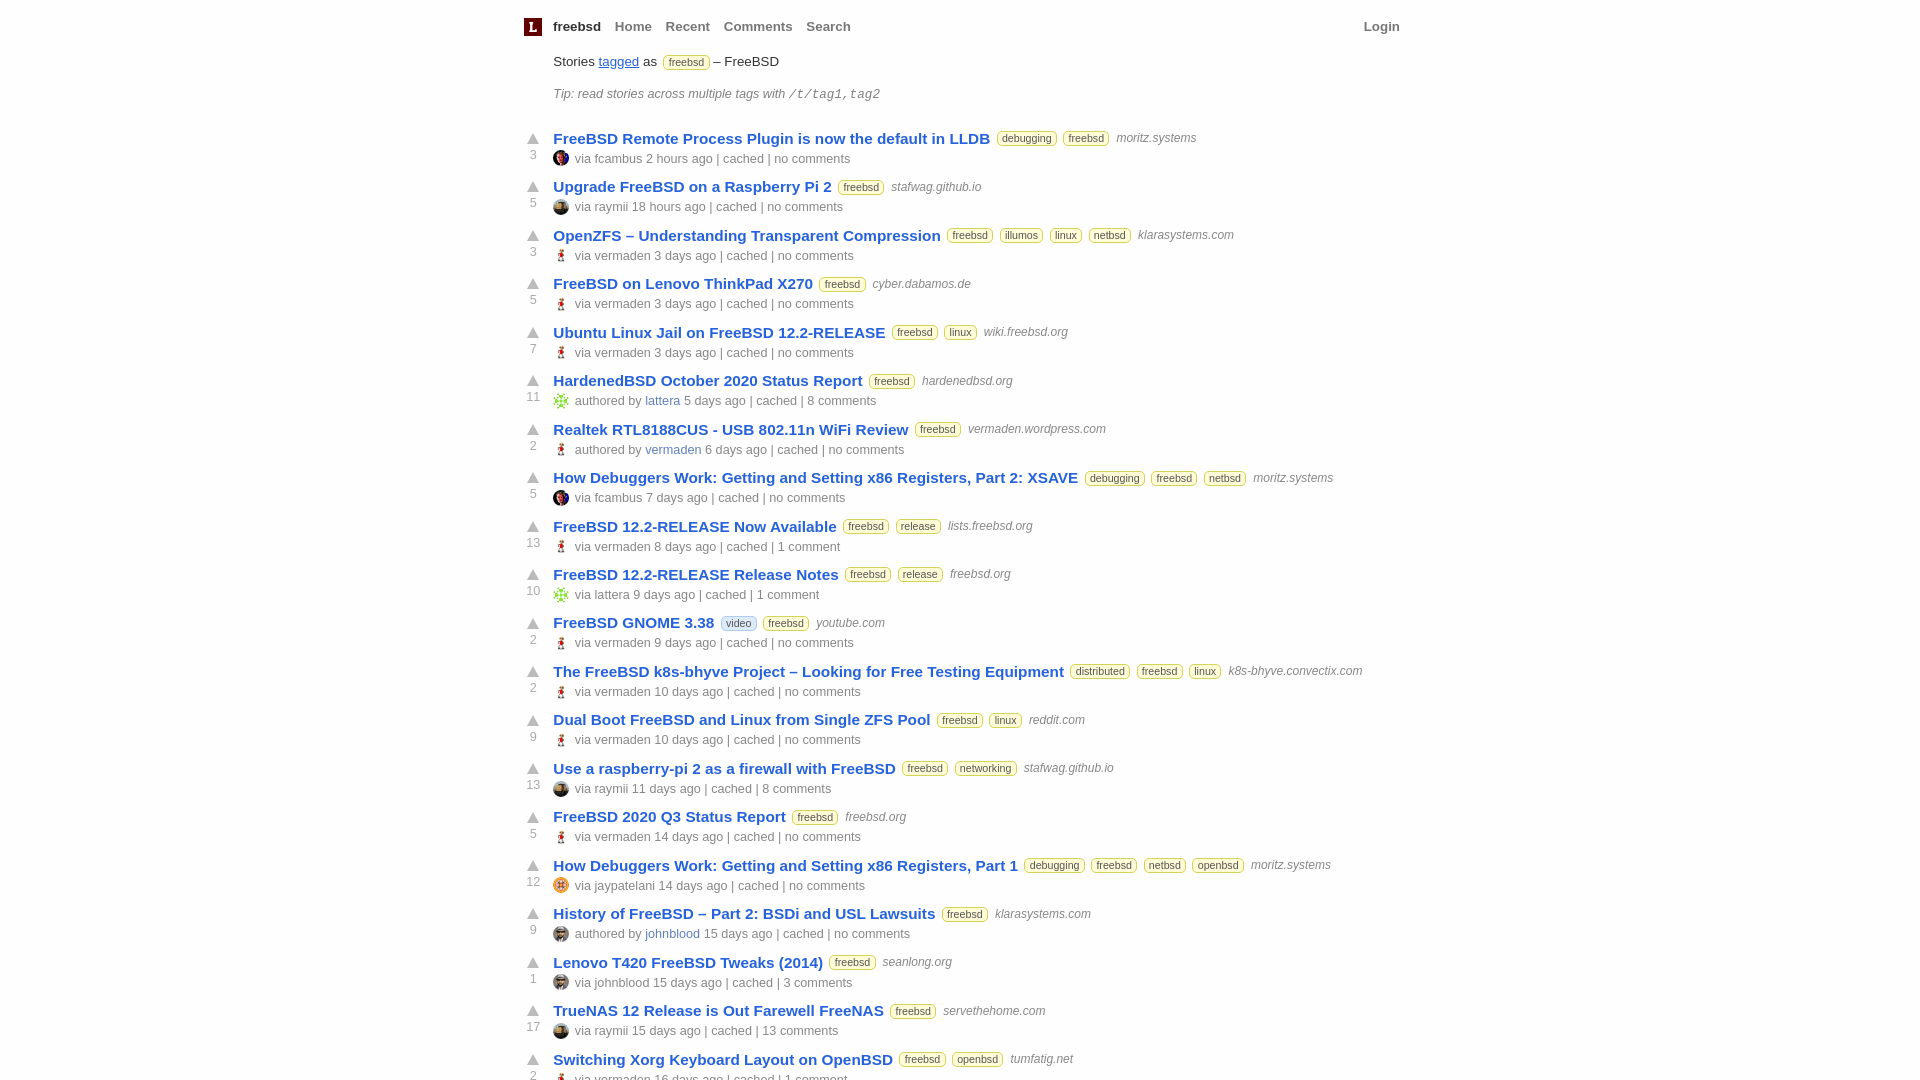 L freebsd Home Recent Comments Search Login
Stories tagged as freebsd – FreeBSD
Tip: read stories across multiple tags with /t/tag1,tag2
FreeBSD Remote Process Plugin is now the default in LLDB debugging freebsd moritz.systems
3 via fcambus 2 hours ago | cached | no comments
Upgrade FreeBSD on a Raspberry Pi 2 freebsd stafwag.github.io
5 via raymii 18 hours ago | cached | no comments
OpenZFS – Understanding Transparent Compression freebsd illumos linux netbsd klarasystems.com
3 via vermaden 3 days ago | cached | no comments
FreeBSD on Lenovo ThinkPad X270 freebsd cyber.dabamos.de
5 via vermaden 3 days ago | cached | no comments
Ubuntu Linux Jail on FreeBSD 12.2-RELEASE freebsd linux wiki.freebsd.org
7 via vermaden 3 days ago | cached | no comments
HardenedBSD October 2020 Status Report freebsd hardenedbsd.org
11 authored by lattera 5 days ago | cached | 8 comments
Realtek RTL8188CUS - USB 802.11n WiFi Review freebsd vermaden.wordpress.com
2 authored by vermaden 6 days ago | cached | no comments
How Debuggers Work: Getting and Setting x86 Registers, Part 2: XSAVE debugging freebsd netbsd moritz.systems
5 via fcambus 7 days ago | cached | no comments
FreeBSD 12.2-RELEASE Now Available freebsd release lists.freebsd.org
13 via vermaden 8 days ago | cached | 1 comment
FreeBSD 12.2-RELEASE Release Notes freebsd release freebsd.org
10 via lattera 9 days ago | cached | 1 comment
FreeBSD GNOME 3.38 video freebsd youtube.com
2 via vermaden 9 days ago | cached | no comments
The FreeBSD k8s-bhyve Project – Looking for Free Testing Equipment distributed freebsd linux k8s-bhyve.convectix.com
2 via vermaden 10 days ago | cached | no comments
Dual Boot FreeBSD and Linux from Single ZFS Pool freebsd linux reddit.com
9 via vermaden 10 days ago | cached | no comments
Use a raspberry-pi 2 as a firewall with FreeBSD freebsd networking stafwag.github.io
13 via raymii 11 days ago | cached | 8 comments
FreeBSD 2020 Q3 Status Report freebsd freebsd.org
5 via vermaden 14 days ago | cached | no comments
How Debuggers Work: Getting and Setting x86 Registers, Part 1 debugging freebsd netbsd openbsd moritz.systems
12 via jaypatelani 14 days ago | cached | no comments
History of FreeBSD – Part 2: BSDi and USL Lawsuits freebsd klarasystems.com
9 authored by johnblood 15 days ago | cached | no comments
Lenovo T420 FreeBSD Tweaks (2014) freebsd seanlong.org
1 via johnblood 15 days ago | cached | 3 comments
TrueNAS 12 Release is Out Farewell FreeNAS freebsd servethehome.com
17 via raymii 15 days ago | cached | 13 comments
Switching Xorg Keyboard Layout on OpenBSD freebsd openbsd tumfatig.net
2 via vermaden 16 days ago | cached | 1 comment